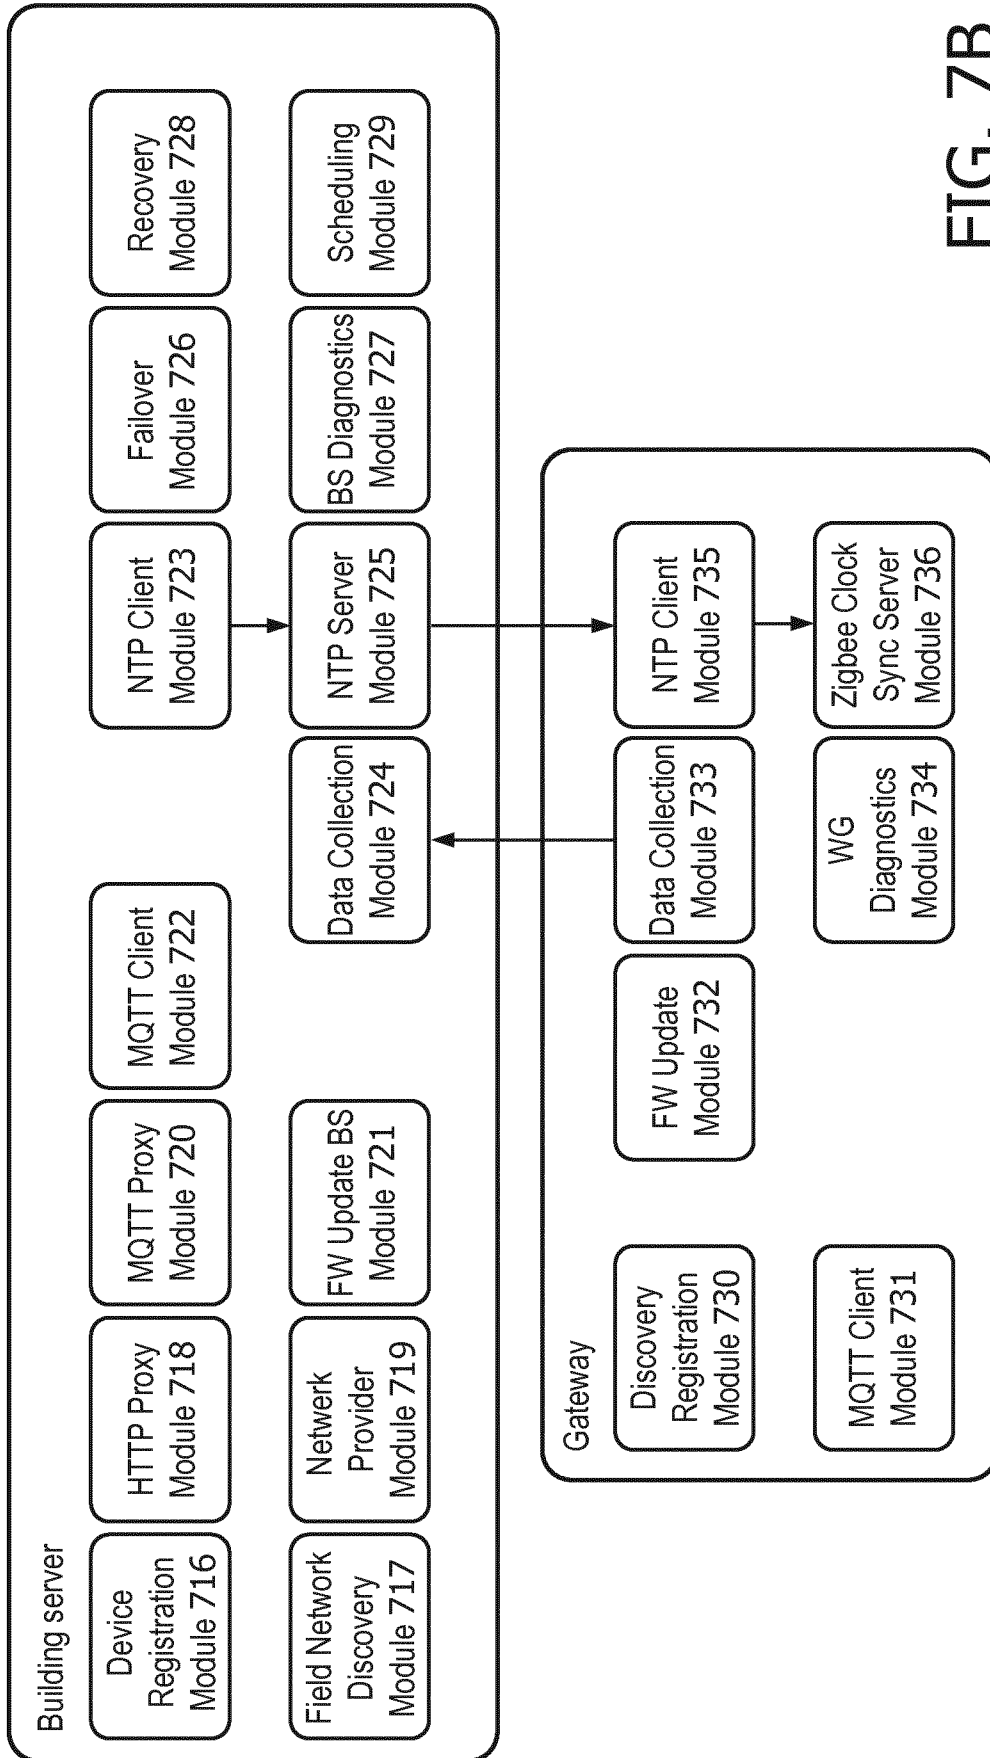 Building server
Device
Registration
Module 716
HTTP Proxy
Module 718
MQTT Proxy
Module 720
MQTT Client
Module 722
NTP Client
Module 723
Failover
Module 726
Recovery
Module 728
Field Network
Discovery
Module 717
Netwerk
Provider
Module 719
FW Update BS
Module 721
Data Collection
Module 724
NTP Server
Module 725
BS Diagnostics
Module 727
Scheduling
Module 729
Gateway
Discovery
Registration
Module 730
FW Update
Module 732
Data Collection
Module 733
NTP Client
Module 735
MQTT Client
Module 731
WG
Diagnostics
Module 734
Zigbee Clock
Sync Server
Module 736
FIG. 7B